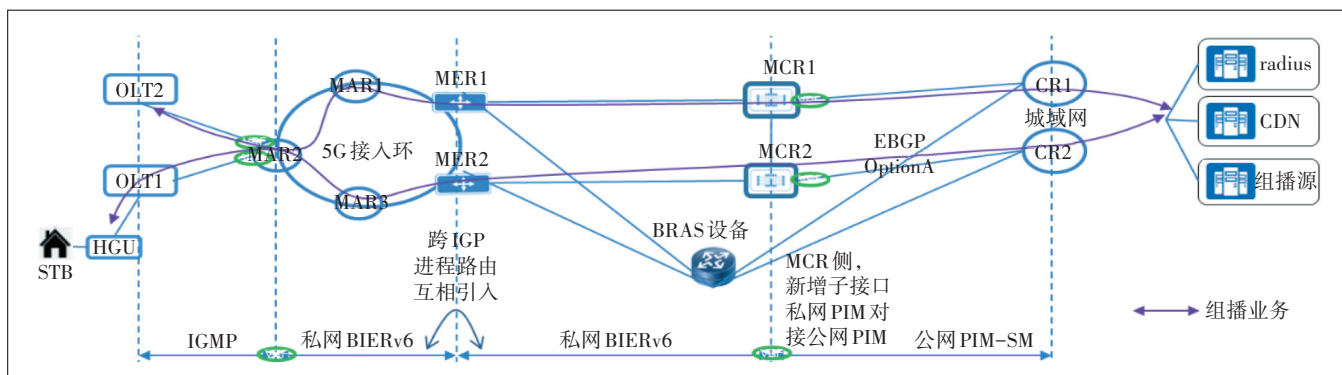 OLT2
OLT1
HGU
STB
MAR1
MAR2
MAR3
5G接入环
MER1
MER2
MCR1
MCR2
EBGP
OptionA
CR1
城域网
CR2
radius
CDN
组播源
BRAS设备
跨IGP
进程路由
互相引入
MCR侧,
新增子接口
私网PIM对
接公网PIM
组播业务
IGMP
私网BIERv6
私网BIERv6
公网PIM-SM